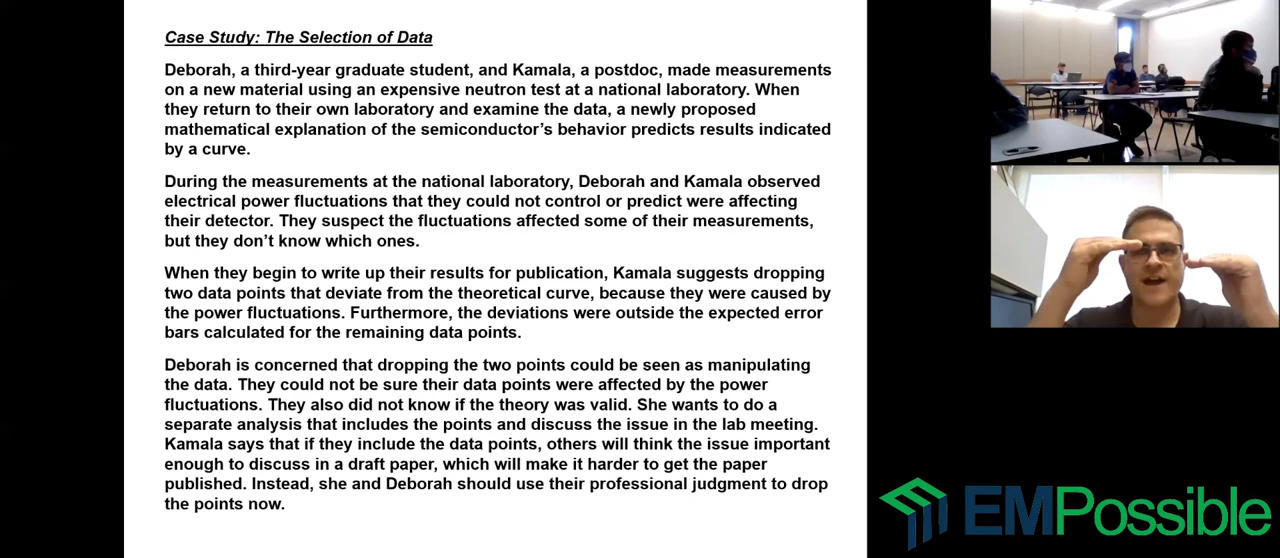 Case Study: The Selection of Data
Deborah, a third-year graduate student, and Kamala, a postdoc, made measurements
on a new material using an expensive neutron test at a national laboratory. When
they return to their own laboratory and examine the data, a newly proposed
mathematical explanation of the semiconductor's behavior predicts results indicated
by a curve.
During the measurements at the national laboratory, Deborah and Kamala observed
electrical power fluctuations that they could not control or predict were affecting
their detector. They suspect the fluctuations affected some of their measurements,
but they don't know which ones.
When they begin to write up their results for publication, Kamala suggests dropping
two data points that deviate from the theoretical curve, because they were caused by
the power fluctuations. Furthermore, the deviations were outside the expected error
bars calculated for the remaining data points.
Deborah is concerned that dropping the two points could be seen as manipulating
the data. They could not be sure their data points were affected by the power
fluctuations. They also did not know if the theory was valid. She wants to do a
separate analysis that includes the points and discuss the issue in the lab meeting.
Kamala says that if they include the data points, others will think the issue important
enough to discuss in a draft paper, which will make it harder to get the paper
published. Instead, she and Deborah should use their professional judgment to drop
the points now.
EMPossible